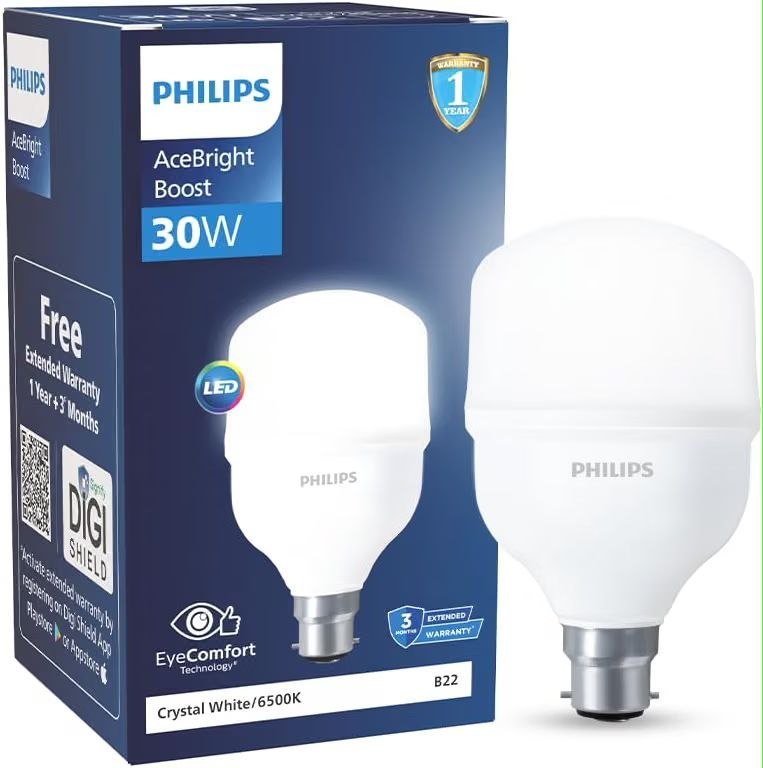 PHILIPS
AceBright
Boost
Free
Extended Warranty
1 Year + 3* Months
Signify
DIGI
SHIELD
*Activate extended warranty by
registering on Digi Shield App
Playstore or Appstore
PHILIPS
AceBright
Boost
30W
WARRANTY
1
YEAR
LED
PHILIPS
EyeComfort
Technology#
3
MONTHS
EXTENDED
WARRANTY*
Crystal White/6500K
B22
PHILIPS